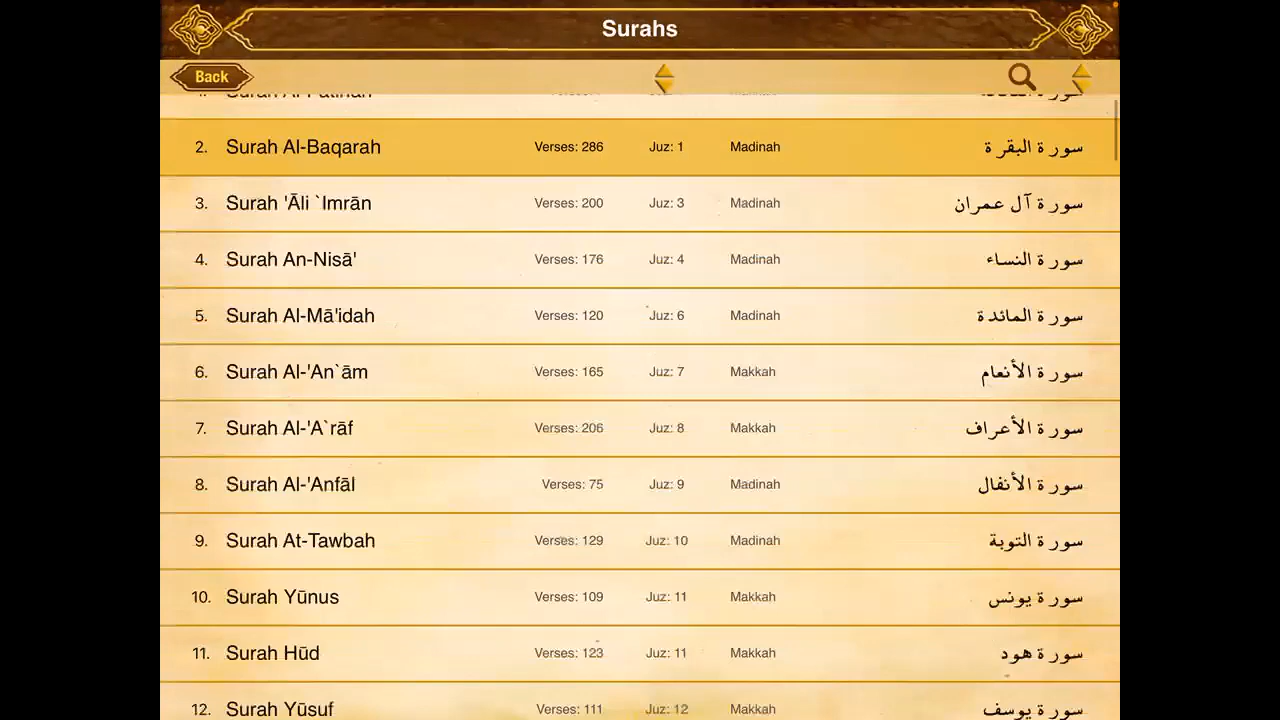 Surahs
Back
2. Surah Al-Baqarah Verses: 286 Juz: 1 Madinah سورة البقرة
3. Surah 'Āli `Imrān Verses: 200 Juz: 3 Madinah سورة آل عمران
4. Surah An-Nisā' Verses: 176 Juz: 4 Madinah سورة النساء
5. Surah Al-Mā'idah Verses: 120 Juz: 6 Madinah سورة المائدة
6. Surah Al-'An`ām Verses: 165 Juz: 7 Makkah سورة الأنعام
7. Surah Al-'A`rāf Verses: 206 Juz: 8 Makkah سورة الأعراف
8. Surah Al-'Anfāl Verses: 75 Juz: 9 Madinah سورة الأنفال
9. Surah At-Tawbah Verses: 129 Juz: 10 Madinah سورة التوبة
10. Surah Yūnus Verses: 109 Juz: 11 Makkah سورة يونس
11. Surah Hūd Verses: 123 Juz: 11 Makkah سورة هود
12. Surah Yūsuf Verses: 111 Juz: 12 Makkah سورة يوسف